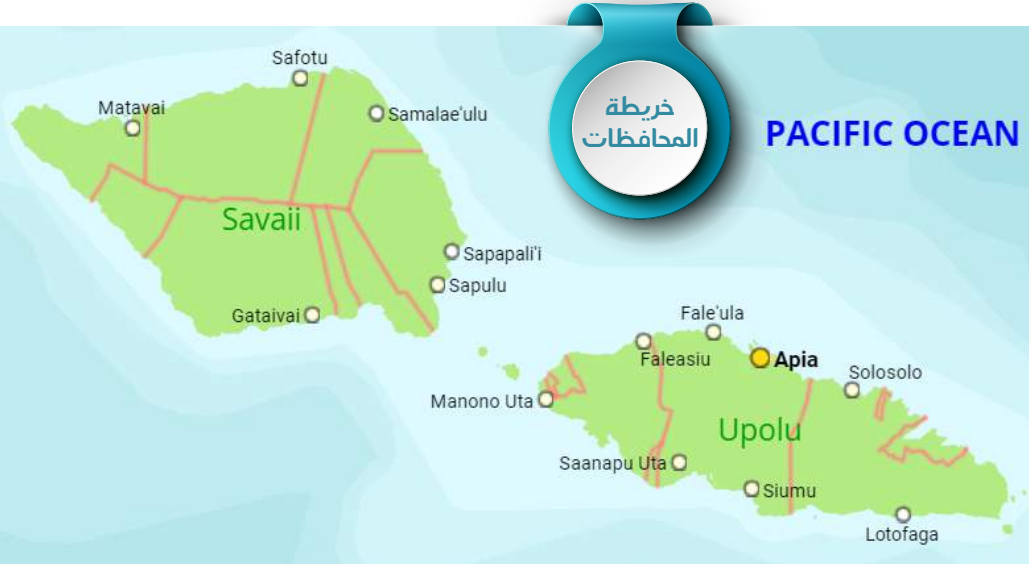 خريطة
المحافظات
PACIFIC OCEAN
Safotu
Matavai
Samalae'ulu
Savaii
Sapapali'i
Sapulu
Gataivai
Fale'ula
Faleasiu
Apia
Solosolo
Manono Uta
Upolu
Saanapu Uta
Siumu
Lotofaga